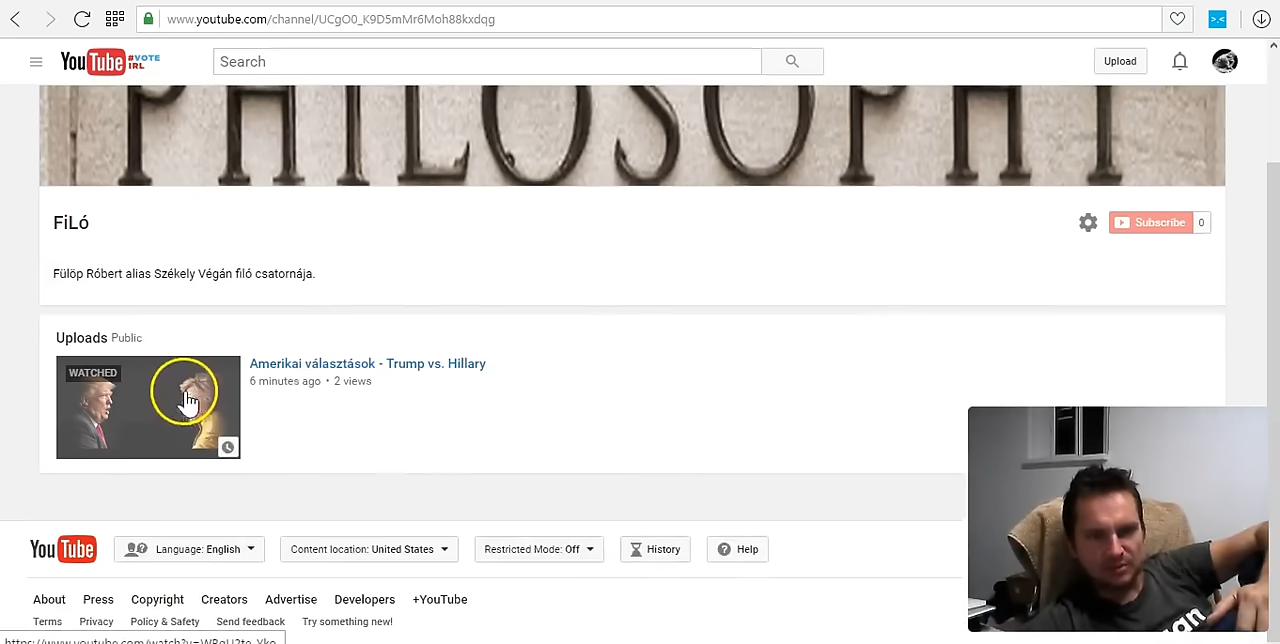 www.youtube.com/channel/UCgO0_K9D5mMr6Moh88kxdqg
>.<
YouTube #VOTE IRL
Search
Upload
PHILOSOPHY
FiLó
Subscribe 0
Fülöp Róbert alias Székely Végán filó csatornája.
Uploads Public
WATCHED
Amerikai választások - Trump vs. Hillary
6 minutes ago • 2 views
YouTube
Language: English
Content location: United States
Restricted Mode: Off
History
Help
About Press Copyright Creators Advertise Developers +YouTube
Terms Privacy Policy & Safety Send feedback Try something new!